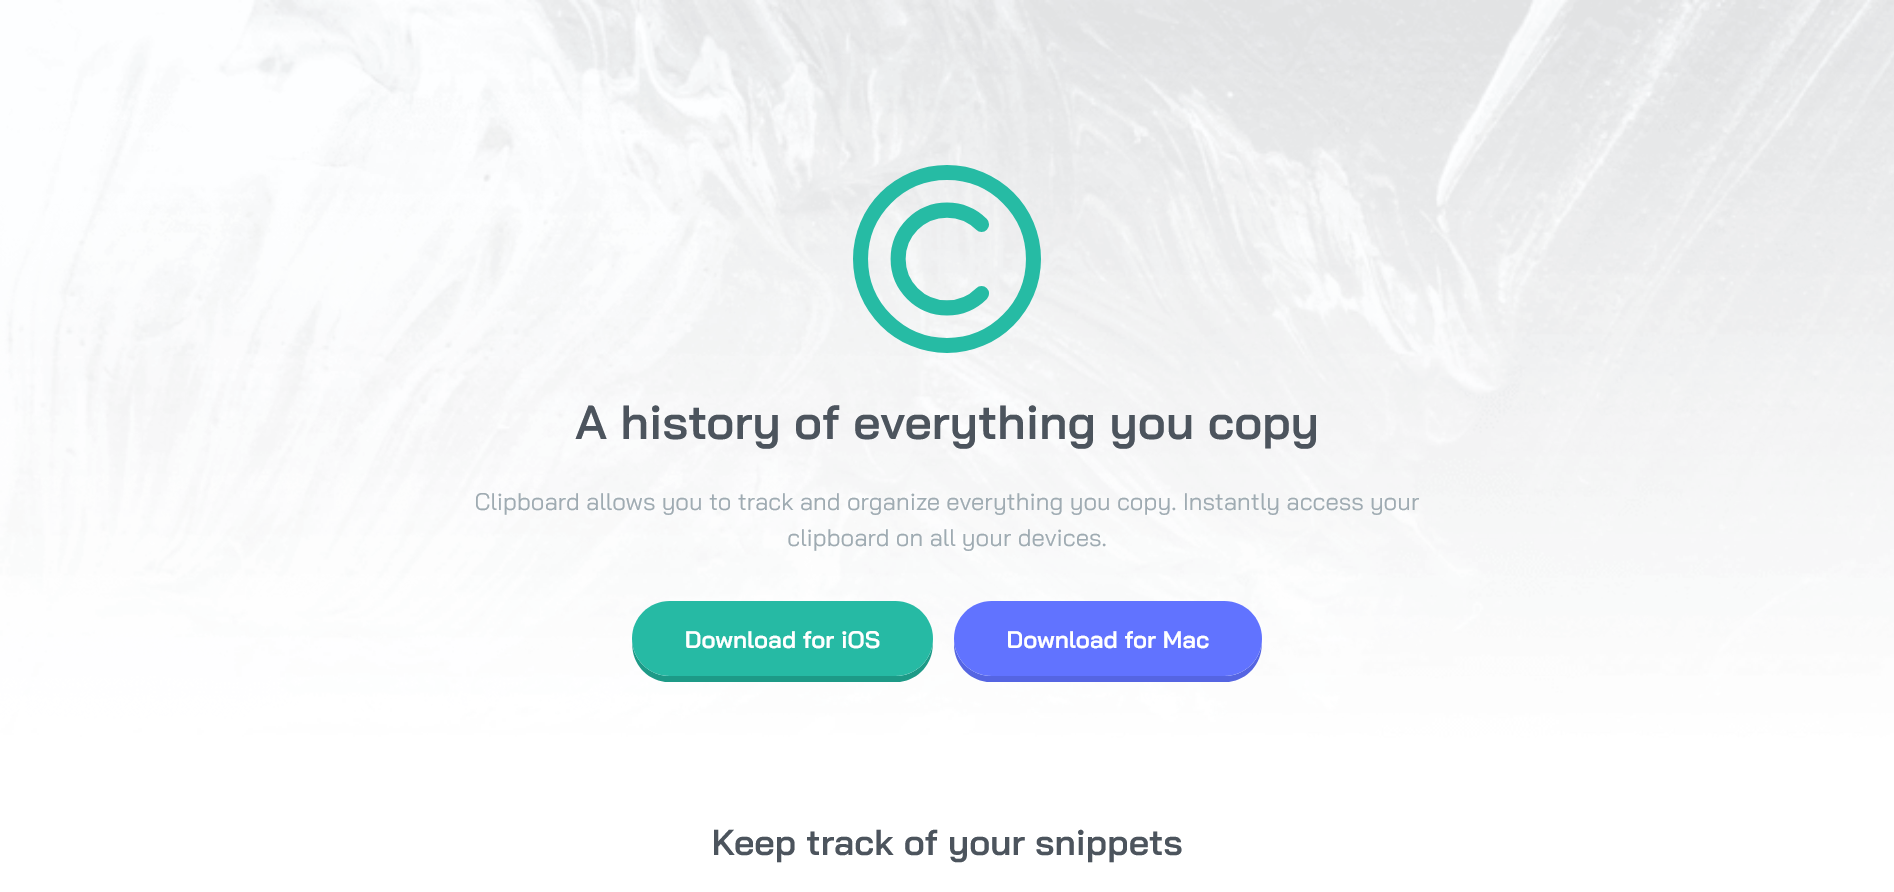 ©
A history of everything you copy
Clipboard allows you to track and organize everything you copy. Instantly access your
clipboard on all your devices.
Download for iOS
Download for Mac
Keep track of your snippets